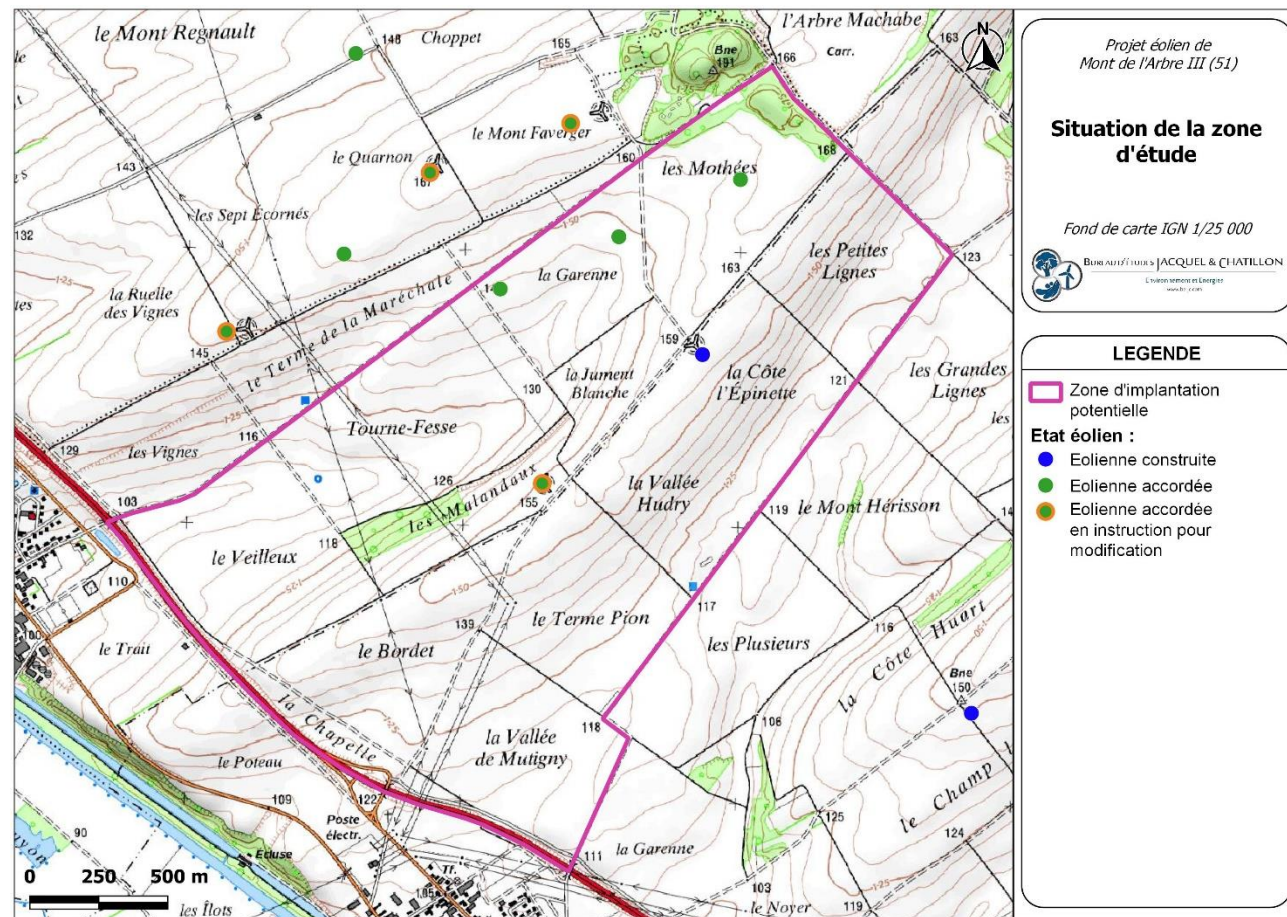 le Mont Regnault
148
Choppet
165
Bne
191
l'Arbre Machabe
Carr.
166
163
N
le Mont Faverger
le Quarnon
167
160
les Mothées
168
143
les Sept Écornés
132
la Garenne
163
les Petites
Lignes
123
la Ruelle
des Vignes
145
le Terme de la Maréchale
159
la Côte
l'Épinette
121
les Grandes
Lignes
130
la Jument
Blanche
116
Tourne-Fesse
129
les Vignes
103
126
les Malandaux
155
la Vallée
Hudry
119
le Mont Hérisson
118
le Veilleux
110
100
le Trait
139
le Bordet
le Terme Pion
117
les Plusieurs
116
la Côte Huart
Bne
150
la Chapelle
la Vallée
de Mutigny
118
108
le Poteau
109
122
Poste
électr.
Écluse
90
111
la Garenne
125
le Champ
124
103
le Noyer
119
Tf.
les Îlots
0 250 500 m
Projet éolien de
Mont de l'Arbre III (51)
Situation de la zone
d'étude
Fond de carte IGN 1/25 000
BUREAU D'ÉTUDES JACQUEL & CHATILLON
Environnement et Énergies
LEGENDE
Zone d'implantation
potentielle
Etat éolien :
Eolienne construite
Eolienne accordée
Eolienne accordée
en instruction pour
modification